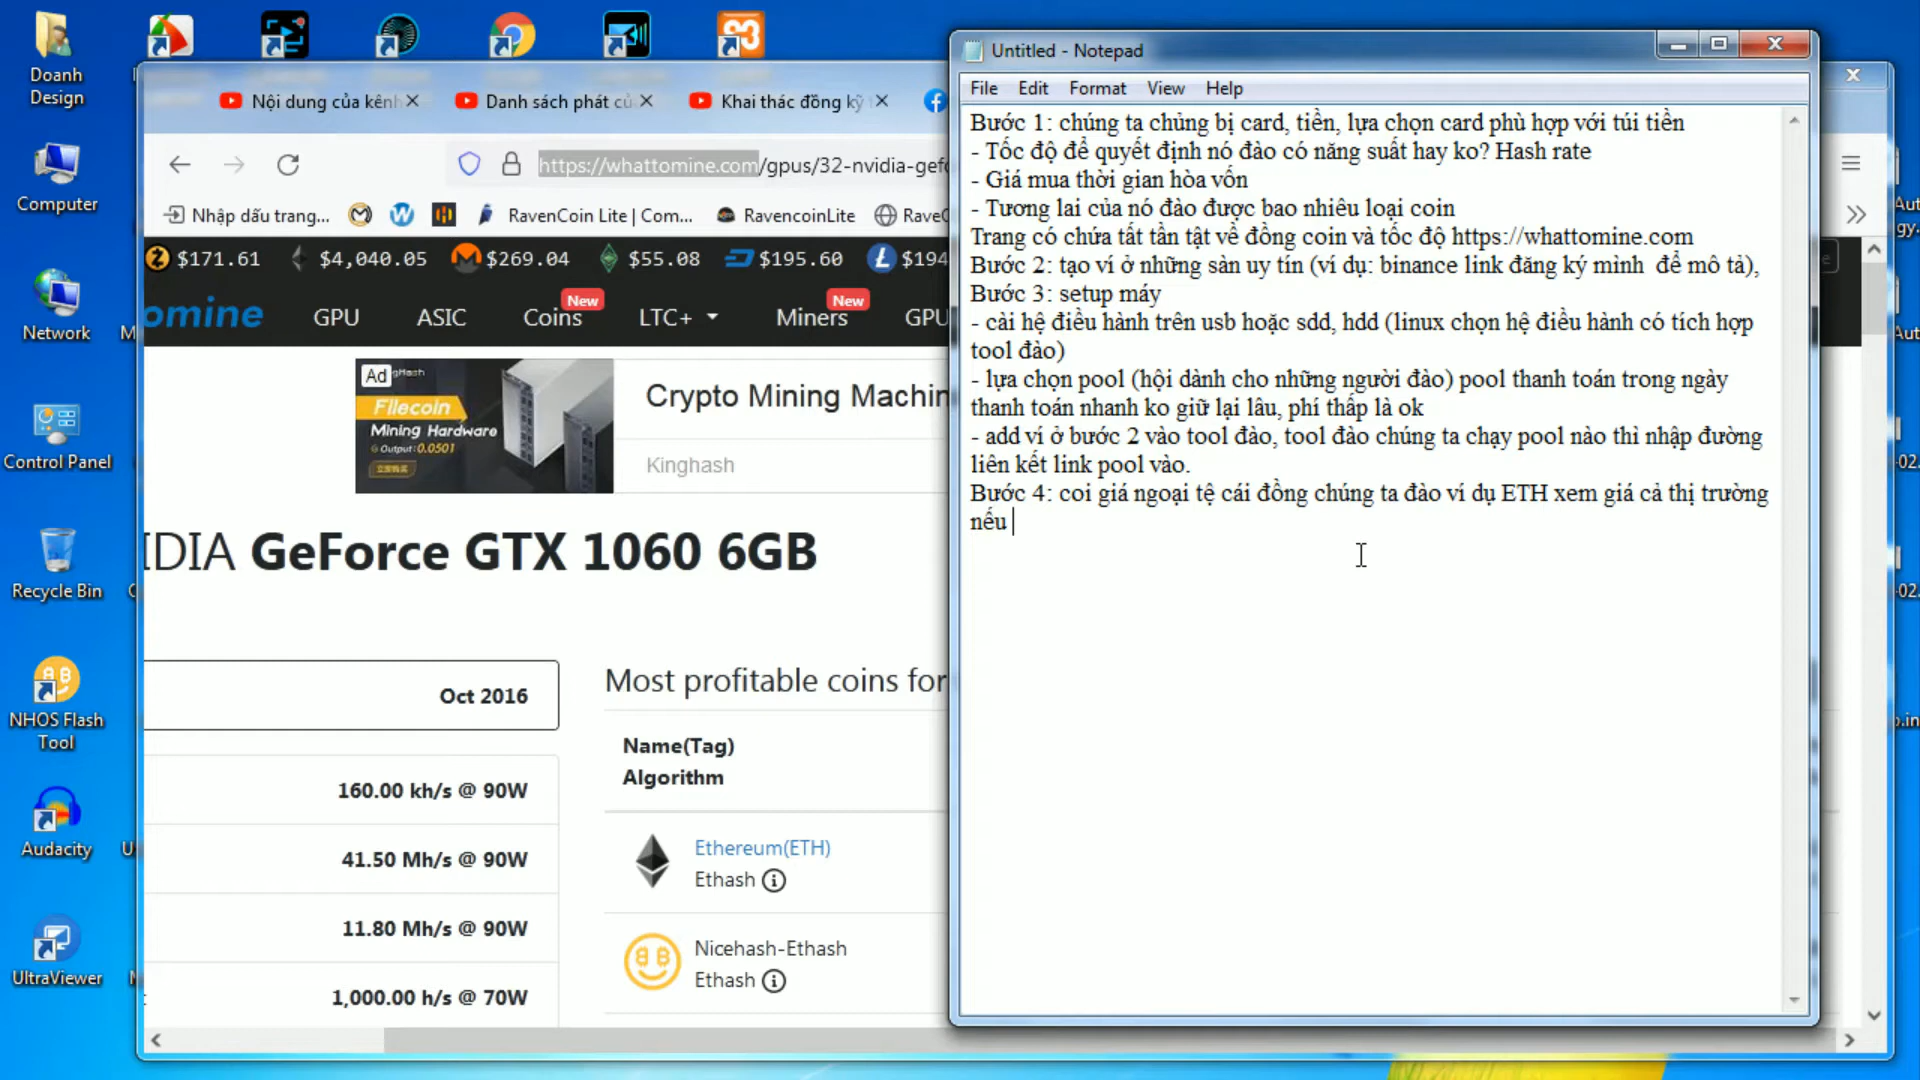 Doanh Design
Computer
Network
Control Panel
Recycle Bin
NHOS Flash Tool
Audacity
UltraViewer
Nội dung của kênh
Danh sách phát củ
Khai thác đồng kỹ
https://whattomine.com/gpus/32-nvidia-gefo
Nhập dấu trang...
RavenCoin Lite | Com...
RavencoinLite
$171.61
$4,040.05
$269.04
$55.08
$195.60
$194
omine
GPU
ASIC
Coins
New
LTC+
Miners
New
GPU
Ad
Filecoin
Mining Hardware
Output:0.0501
Crypto Mining Machin
Kinghash
IDIA GeForce GTX 1060 6GB
Oct 2016
160.00 kh/s @ 90W
41.50 Mh/s @ 90W
11.80 Mh/s @ 90W
1,000.00 h/s @ 70W
Most profitable coins for
Name(Tag)
Algorithm
Ethereum(ETH)
Ethash
Nicehash-Ethash
Ethash
Untitled - Notepad
File Edit Format View Help
Bước 1: chúng ta chủng bị card, tiền, lựa chọn card phù hợp với túi tiền
- Tốc độ để quyết định nó đào có năng suất hay ko? Hash rate
- Giá mua thời gian hòa vốn
- Tương lai của nó đào được bao nhiêu loại coin
Trang có chứa tất tần tật về đồng coin và tốc độ https://whattomine.com
Bước 2: tạo ví ở những sàn uy tín (ví dụ: binance link đăng ký mình  để mô tả),
Bước 3: setup máy
- cài hệ điều hành trên usb hoặc sdd, hdd (linux chọn hệ điều hành có tích hợp
tool đào)
- lựa chọn pool (hội dành cho những người đào) pool thanh toán trong ngày
thanh toán nhanh ko giữ lại lâu, phí thấp là ok
- add ví ở bước 2 vào tool đào, tool đào chúng ta chạy pool nào thì nhập đường
liên kết link pool vào.
Bước 4: coi giá ngoại tệ cái đồng chúng ta đào ví dụ ETH xem giá cả thị trường
nếu